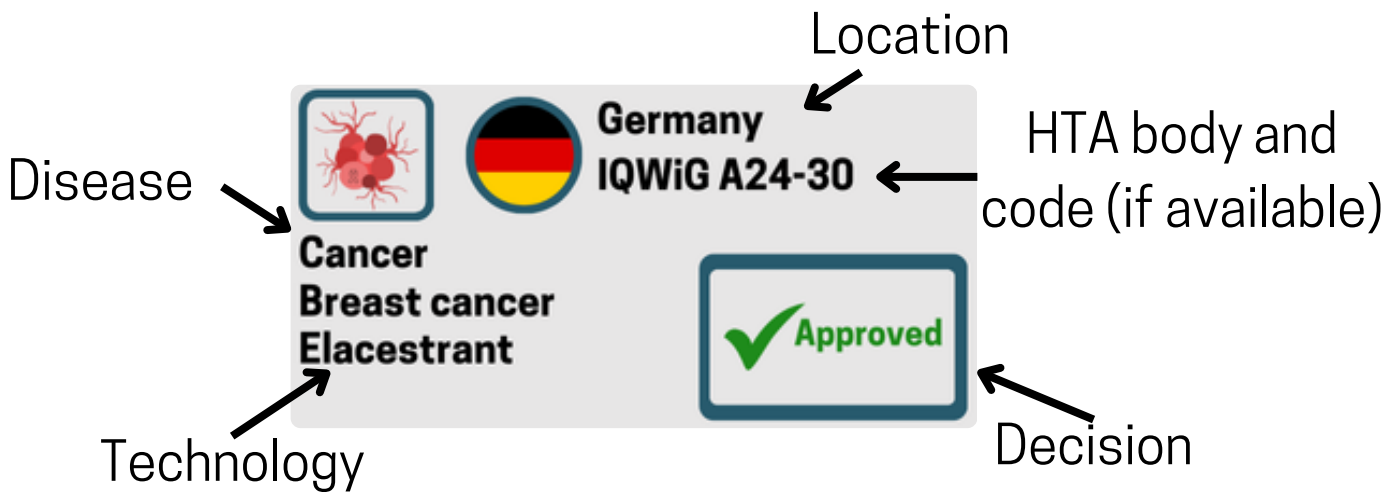 Location
Germany
IQWiG A24-30
HTA body and
code (if available)
Disease
Cancer
Breast cancer
Elacestrant
Approved
Technology
Decision